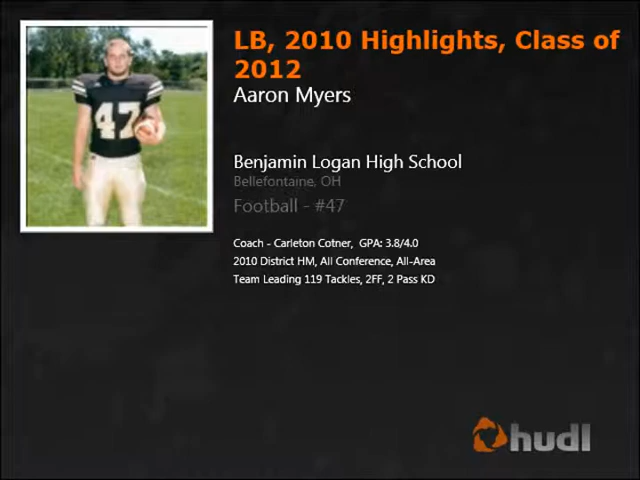 LB, 2010 Highlights, Class of
2012
Aaron Myers
Benjamin Logan High School
Bellefontaine, OH
Football - #47
Coach - Carleton Cotner, GPA: 3.8/4.0
2010 District HM, All Conference, All-Area
Team Leading 119 Tackles, 2FF, 2 Pass KD
47
hudl